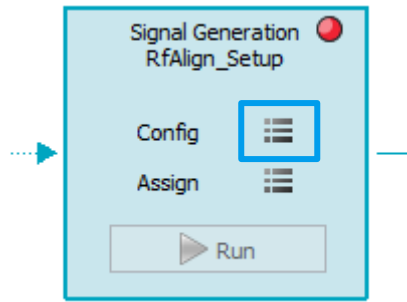 Signal Generation
RfAlign_Setup
Config
Assign
Run